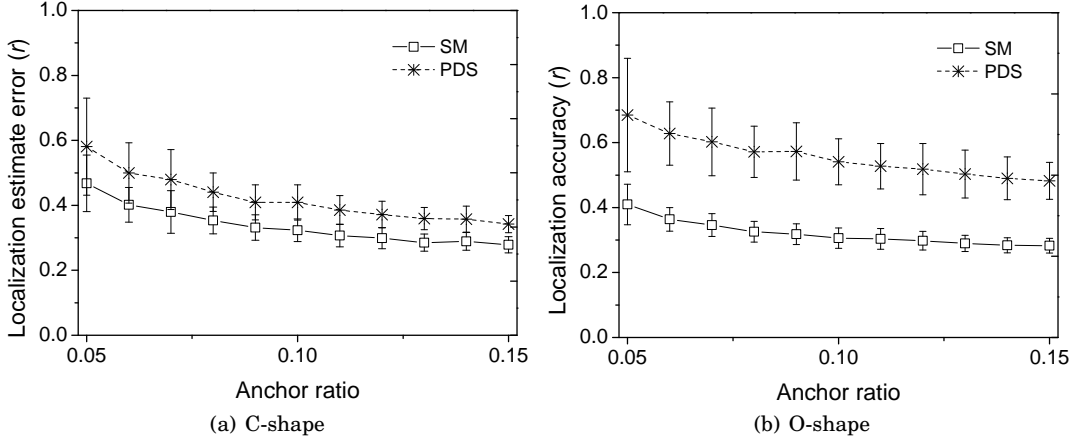 1.0
0.8
0.6
0.4
0.2
0.0
Localization estimate error (r)
SM
PDS
0.05
0.10
0.15
Anchor ratio
(a) C-shape
1.0
0.8
0.6
0.4
0.2
0.0
Localization accuracy (r)
SM
PDS
0.05
0.10
0.15
Anchor ratio
(b) O-shape